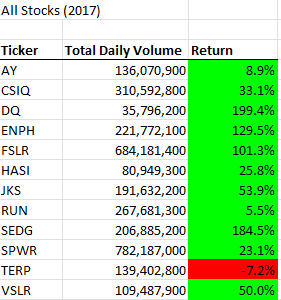 All Stocks (2017)
Ticker Total Daily Volume Return
AY 136,070,900 8.9%
CSIQ 310,592,800 33.1%
DQ 35,796,200 199.4%
ENPH 221,772,100 129.5%
FSLR 684,181,400 101.3%
HASI 80,949,300 25.8%
JKS 191,632,200 53.9%
RUN 267,681,300 5.5%
SEDG 206,885,200 184.5%
SPWR 782,187,000 23.1%
TERP 139,402,800 -7.2%
VSLR 109,487,900 50.0%